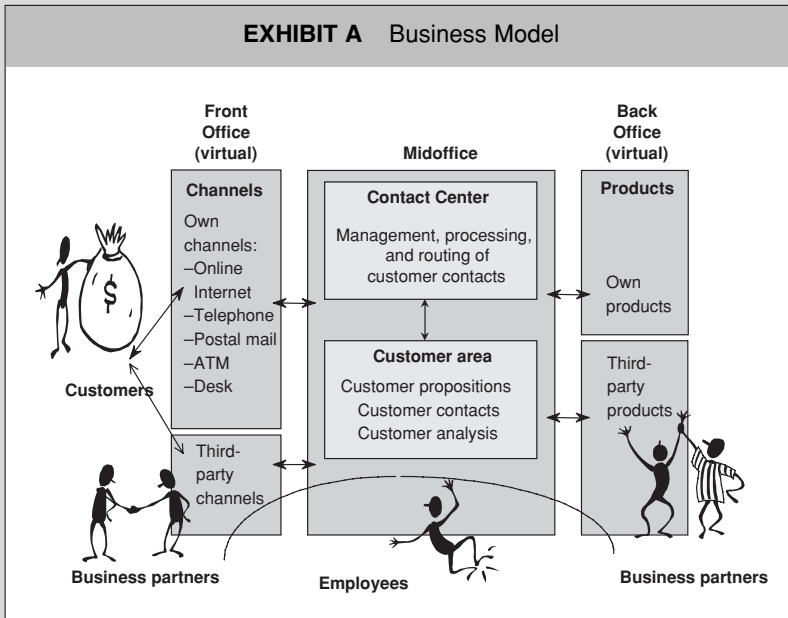 EXHIBIT A Business Model
Front
Office
(virtual)
Channels
Own
channels:
–Online
Internet
–Telephone
–Postal mail
–ATM
–Desk
Third-
party
channels
Midoffice
Contact Center
Management, processing,
and routing of
customer contacts
Customer area
Customer propositions
Customer contacts
Customer analysis
Back
Office
(virtual)
Products
Own
products
Third-
party
products
$
Customers
Business partners
Employees
Business partners